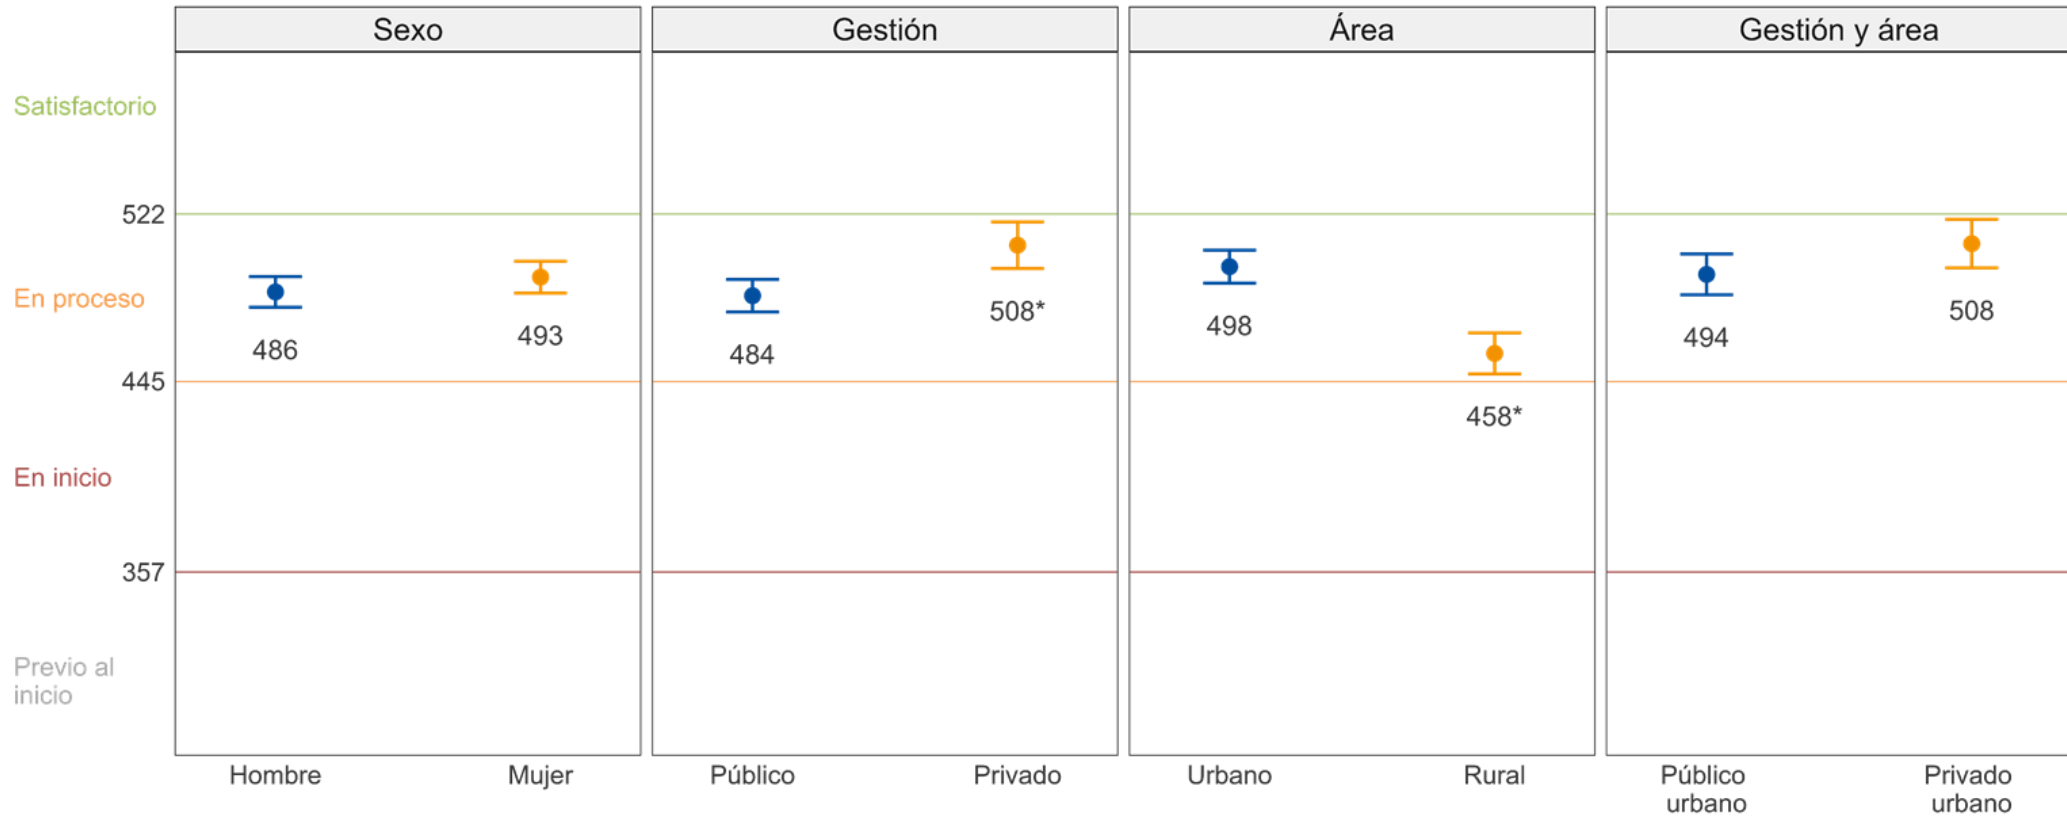 Sexo
Gestión
Área
Gestión y área
Satisfactorio
522
En proceso
445
En inicio
357
Previo al
inicio
486
493
484
508*
498
458*
494
508
Hombre
Mujer
Público
Privado
Urbano
Rural
Público
urbano
Privado
urbano